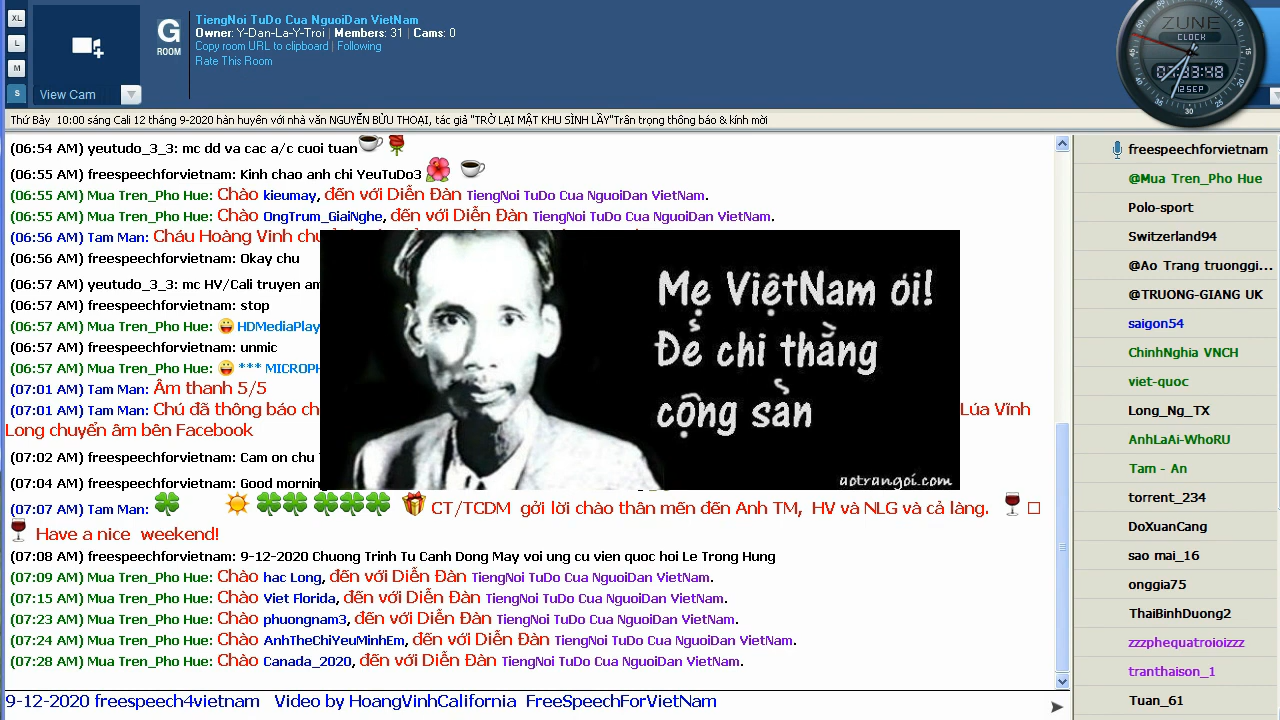 XL
L
M
S
View Cam
G
ROOM
TiengNoi TuDo Cua NguoiDan VietNam
Owner: Y-Dan-La-Y-Troi | Members: 31 | Cams: 0
Copy room URL to clipboard | Following
Rate This Room
ZUNE
CLOCK
07:33:48
12 SEP
Thứ Bảy 10:00 sáng Cali 12 tháng 9-2020 hàn huyên với nhà văn NGUYỄN BỬU THOẠI, tác giả "TRỞ LẠI MẬT KHU SÌNH LẦY"Trân trọng thông báo & kính mời
(06:54 AM) yeutudo_3_3: mc dd va cac a/c cuoi tuan
(06:55 AM) freespeechforvietnam: Kinh chao anh chi YeuTuDo3
(06:55 AM) Mua Tren_Pho Hue: Chào kieumay, đến với Diễn Đàn TiengNoi TuDo Cua NguoiDan VietNam.
(06:55 AM) Mua Tren_Pho Hue: Chào OngTrum_GiaiNghe, đến với Diễn Đàn TiengNoi TuDo Cua NguoiDan VietNam.
(06:56 AM) Tam Man: Cháu Hoàng Vinh
(06:56 AM) freespeechforvietnam: Okay chu
(06:57 AM) yeutudo_3_3: mc HV/Cali truyen am
(06:57 AM) freespeechforvietnam: stop
(06:57 AM) Mua Tren_Pho Hue: HDMediaPlay
(06:57 AM) freespeechforvietnam: unmic
(06:57 AM) Mua Tren_Pho Hue: *** MICROPH
(07:01 AM) Tam Man: Âm thanh 5/5
(07:01 AM) Tam Man: Chú đã thông báo ch Lúa Vĩnh
Long chuyển âm bên Facebook
(07:02 AM) freespeechforvietnam: Cam on chu
(07:04 AM) freespeechforvietnam: Good morning
(07:07 AM) Tam Man: CT/TCDM gởi lời chào thân mến đến Anh TM, HV và NLG và cả làng.
Have a nice weekend!
(07:08 AM) freespeechforvietnam: 9-12-2020 Chuong Trinh Tu Canh Dong May voi ung cu vien quoc hoi Le Trong Hung
(07:09 AM) Mua Tren_Pho Hue: Chào hac Long, đến với Diễn Đàn TiengNoi TuDo Cua NguoiDan VietNam.
(07:15 AM) Mua Tren_Pho Hue: Chào Viet Florida, đến với Diễn Đàn TiengNoi TuDo Cua NguoiDan VietNam.
(07:23 AM) Mua Tren_Pho Hue: Chào phuongnam3, đến với Diễn Đàn TiengNoi TuDo Cua NguoiDan VietNam.
(07:24 AM) Mua Tren_Pho Hue: Chào AnhTheChiYeuMinhEm, đến với Diễn Đàn TiengNoi TuDo Cua NguoiDan VietNam.
(07:28 AM) Mua Tren_Pho Hue: Chào Canada_2020, đến với Diễn Đàn TiengNoi TuDo Cua NguoiDan VietNam.
Mẹ ViệtNam ói!
Đẻ chi thằng
cộng sản
aotrangoi.com
9-12-2020 freespeech4vietnam Video by HoangVinhCalifornia FreeSpeechForVietNam
freespeechforvietnam
@Mua Tren_Pho Hue
Polo-sport
Switzerland94
@Ao Trang truonggi...
@TRUONG-GIANG UK
saigon54
ChinhNghia VNCH
viet-quoc
Long_Ng_TX
AnhLaAi-WhoRU
Tam - An
torrent_234
DoXuanCang
sao mai_16
onggia75
ThaiBinhDuong2
zzzphequatroioizzz
tranthaison_1
Tuan_61